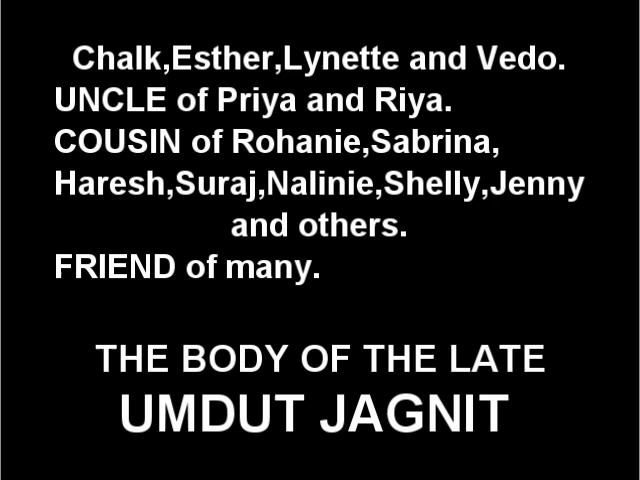 Chalk,Esther,Lynette and Vedo.
UNCLE of Priya and Riya.
COUSIN of Rohanie,Sabrina,
Haresh,Suraj,Nalinie,Shelly,Jenny
and others.
FRIEND of many.
THE BODY OF THE LATE
UMDUT JAGNIT